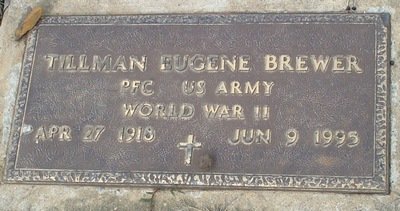 TILLMAN EUGENE BREWER
PFC US ARMY
WORLD WAR II
APR 27 1918 JUN 9 1995